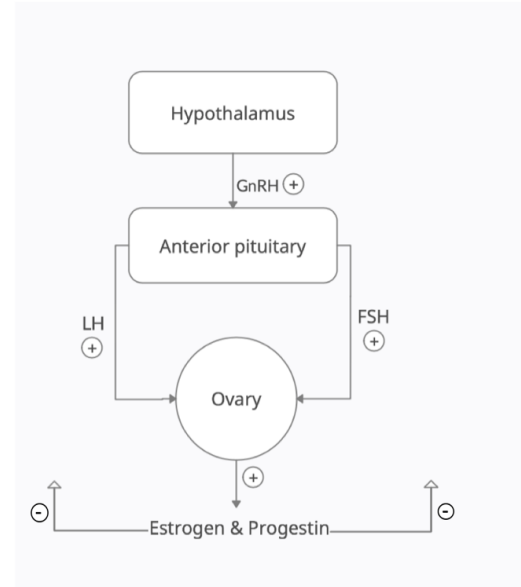 Hypothalamus
GnRH +
Anterior pituitary
LH
+
FSH
+
Ovary
+
- Estrogen & Progestin -